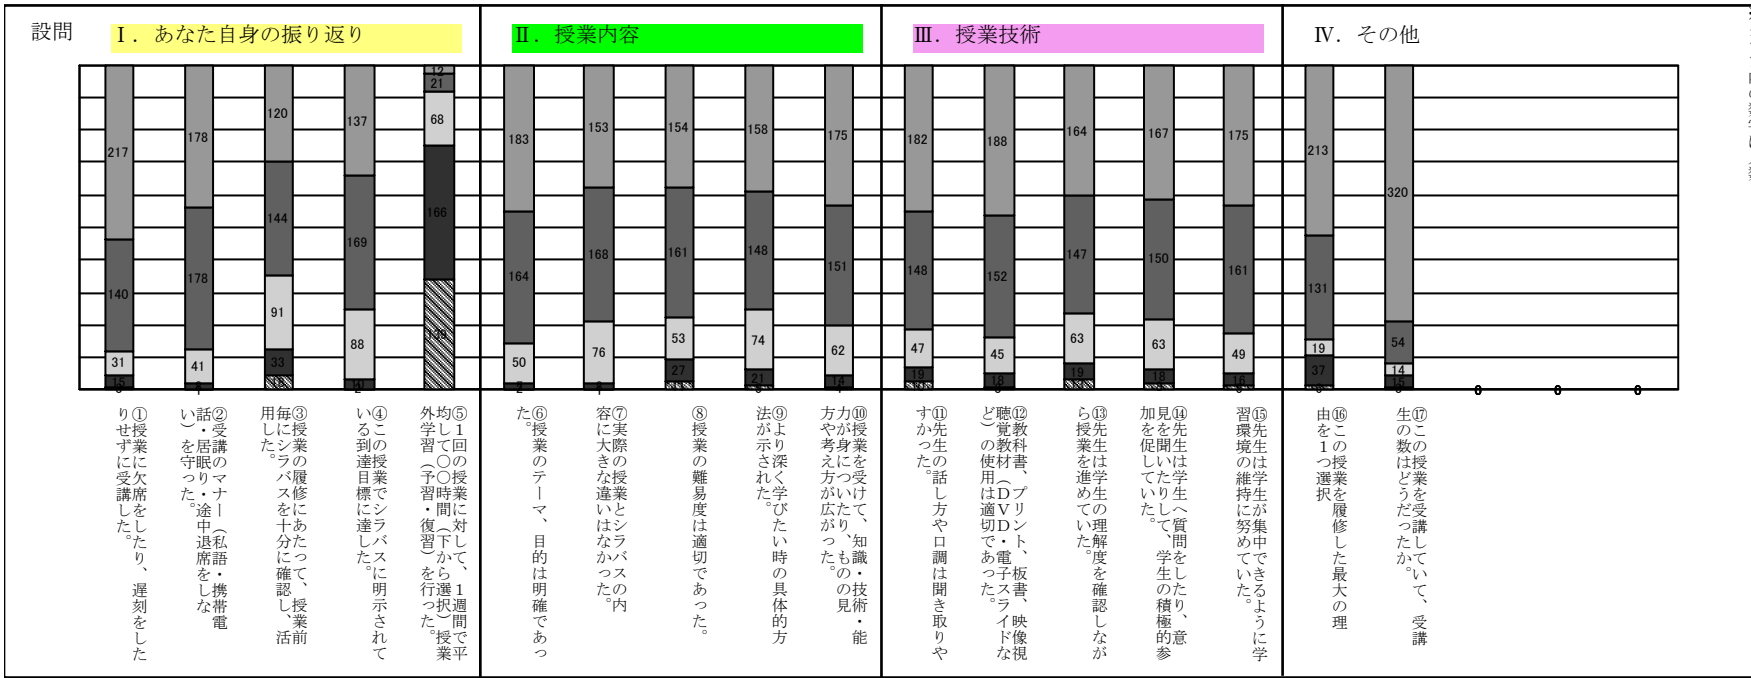 設問
Ⅰ．あなた自身の振り返り
Ⅱ．授業内容
Ⅲ．授業技術
Ⅳ．その他
217
140
31
15
178
178
41
120
144
91
33
137
169
88
10
2
12
21
68
166
139
183
164
50
153
168
76
154
161
53
27
158
148
74
21
175
151
62
14
182
148
47
19
188
152
45
18
164
147
63
19
167
150
63
18
175
161
49
16
213
131
19
37
320
54
14
15
0
0
0
①授業に欠席をしたり、遅刻をした
りせずに受講した。
②受講のマナー（私語・携帯電
話・居眠り・途中退席をしな
い）を守った。
③授業の履修にあたって、授業前
毎にシラバスを十分に確認し、活
用した。
④この授業でシラバスに明示されて
いる到達目標に達した。
⑤１回の授業に対して、１週間で平
均して〇〇時間（下から選択）授業
外学習（予習・復習）を行った。
⑥授業のテーマ、目的は明確であっ
た。
⑦実際の授業とシラバスの内
容に大きな違いはなかった。
⑧授業の難易度は適切であった。
⑨より深く学びたい時の具体的方
法が示された。
⑩授業を受けて、知識・技術・能
力が身についたり、ものの見
方や考え方が広がった。
⑪先生の話し方や口調は聞き取りや
すかった。
⑫教科書、プリント、板書、映像視
聴覚教材（ＤＶＤ・電子スライドな
ど）の使用は適切であった。
⑬先生は学生の理解度を確認しなが
ら授業を進めていた。
⑭先生は学生へ質問をしたり、意
見を聞いたりして、学生の積極的参
加を促していた。
⑮先生は学生が集中できるように学
習環境の維持に努めていた。
⑯この授業を履修した最大の理
由を１つ選択
⑰この授業を受講していて、受講
生の数はどうだったか。